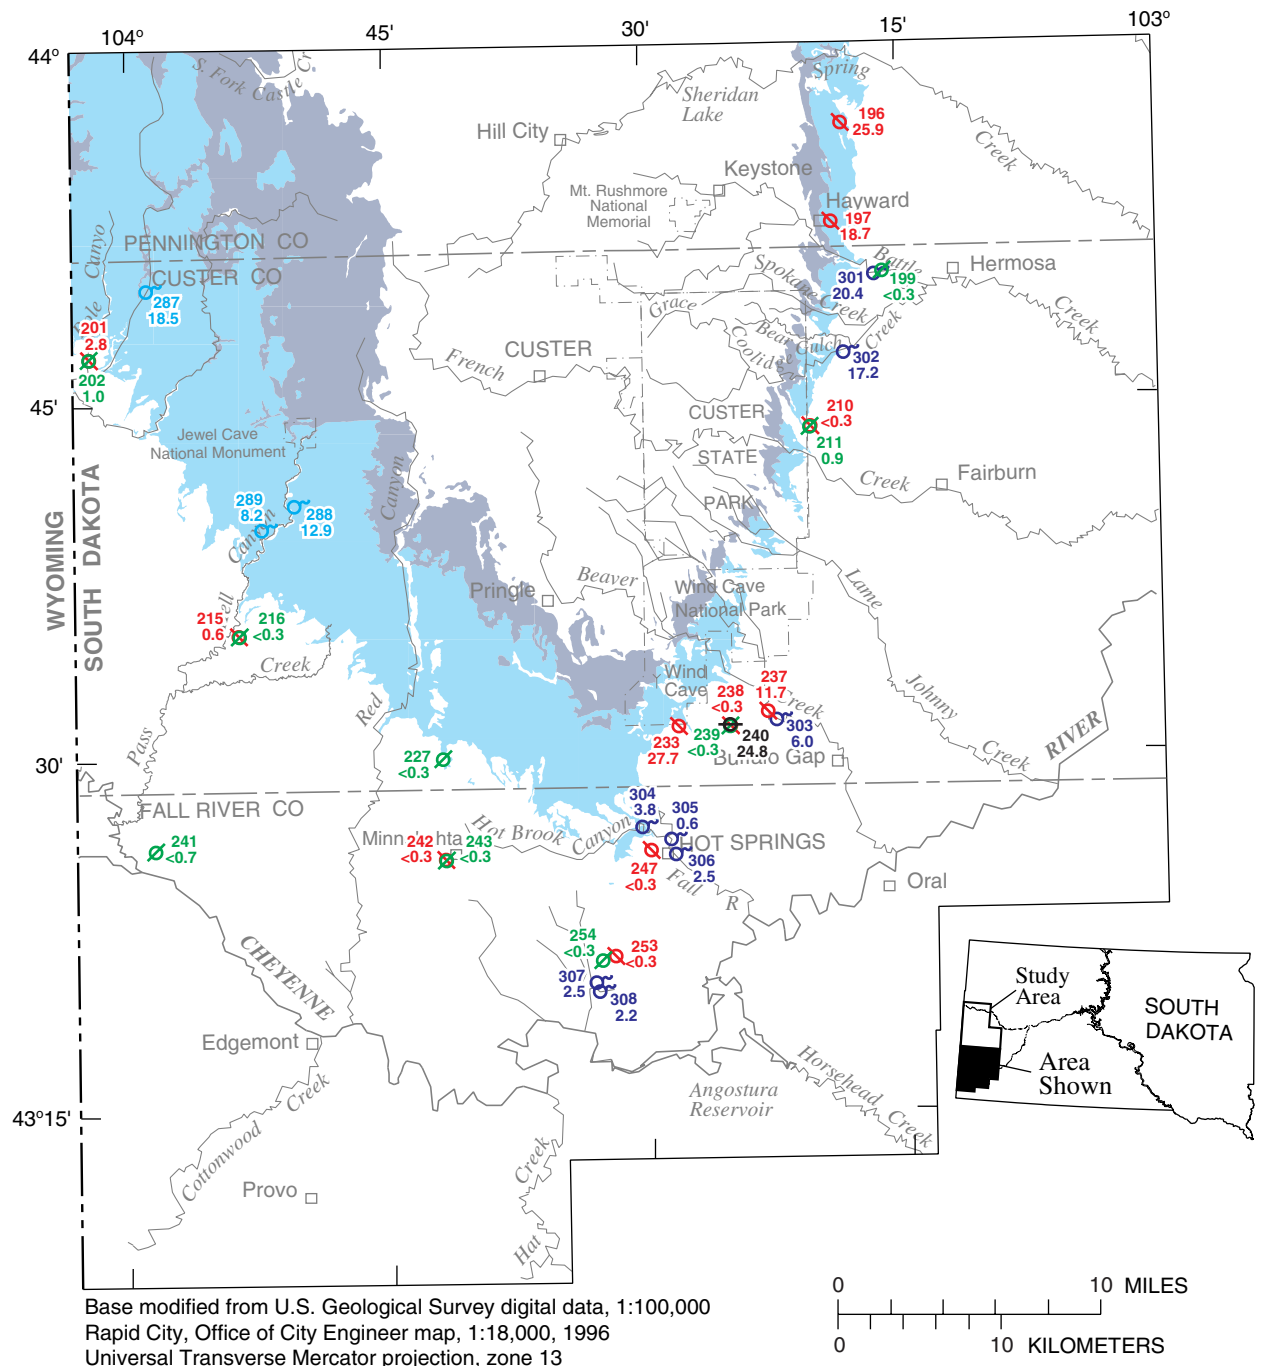 104°
45'
30'
15'
103°
44°
S. Fork Castle Cr
Spring
Sheridan
Lake
196
25.9
Hill City
Creek
Keystone
Mt. Rushmore
National
Memorial
Hayward
197
18.7
Canyo
PENNINGTON CO
CUSTER CO
Battle
Hermosa
Spokane Creek
301
20.4
199
<0.3
287
18.5
Grace
Creek
Creek
201
2.8
Bear Gulch
Coolidge
CUSTER
French
302
17.2
202
1.0
45'
CUSTER
210
<0.3
Jewel Cave
National Monument
211
0.9
STATE
Canyon
Creek
Fairburn
PARK
289
8.2
288
12.9
Canyon
WYOMING
SOUTH DAKOTA
Beaver
Lame
Pringle
Wind Cave
National Park
215
0.6
216
<0.3
ell
Creek
Wind
Cave
237
11.7
238
<0.3
Creek
Johnny
Red
303
6.0
Pass
233
27.7
239
<0.3
240
24.8
Creek
RIVER
227
<0.3
Buffalo Gap
30'
304
3.8
305
0.6
FALL RIVER CO
Hot Brook
Canyon
Minn
hta
241
<0.7
242
<0.3
243
<0.3
HOT SPRINGS
306
2.5
247
<0.3
Fall
R
Oral
254
<0.3
253
<0.3
CHEYENNE
307
2.5
308
2.2
Study
Area
SOUTH
DAKOTA
Edgemont
Area
Shown
Horsehead
Creek
Angostura
Reservoir
Creek
43°15'
Cottonwood
Creek
Provo
Hat
0
10 MILES
0
10
KILOMETERS
Base modified from U.S. Geological Survey digital data, 1:100,000
Rapid City, Office of City Engineer map, 1:18,000, 1996
Universal Transverse Mercator projection, zone 13